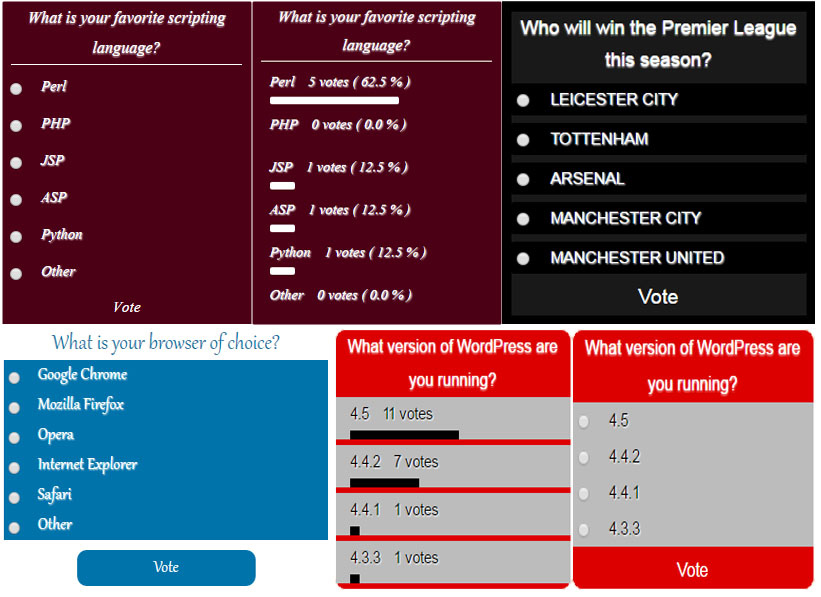 What is your favorite scripting
language?
Perl
PHP
JSP
ASP
Python
Other
Vote
What is your favorite scripting
language?
Perl 5 votes ( 62.5 % )
PHP 0 votes ( 0.0 % )
JSP 1 votes ( 12.5 % )
ASP 1 votes ( 12.5 % )
Python 1 votes ( 12.5 % )
Other 0 votes ( 0.0 % )
Who will win the Premier League
this season?
LEICESTER CITY
TOTTENHAM
ARSENAL
MANCHESTER CITY
MANCHESTER UNITED
Vote
What is your browser of choice?
Google Chrome
Mozilla Firefox
Opera
Internet Explorer
Safari
Other
Vote
What version of WordPress are
you running?
4.5 11 votes
4.4.2 7 votes
4.4.1 1 votes
4.3.3 1 votes
What version of WordPress are
you running?
4.5
4.4.2
4.4.1
4.3.3
Vote